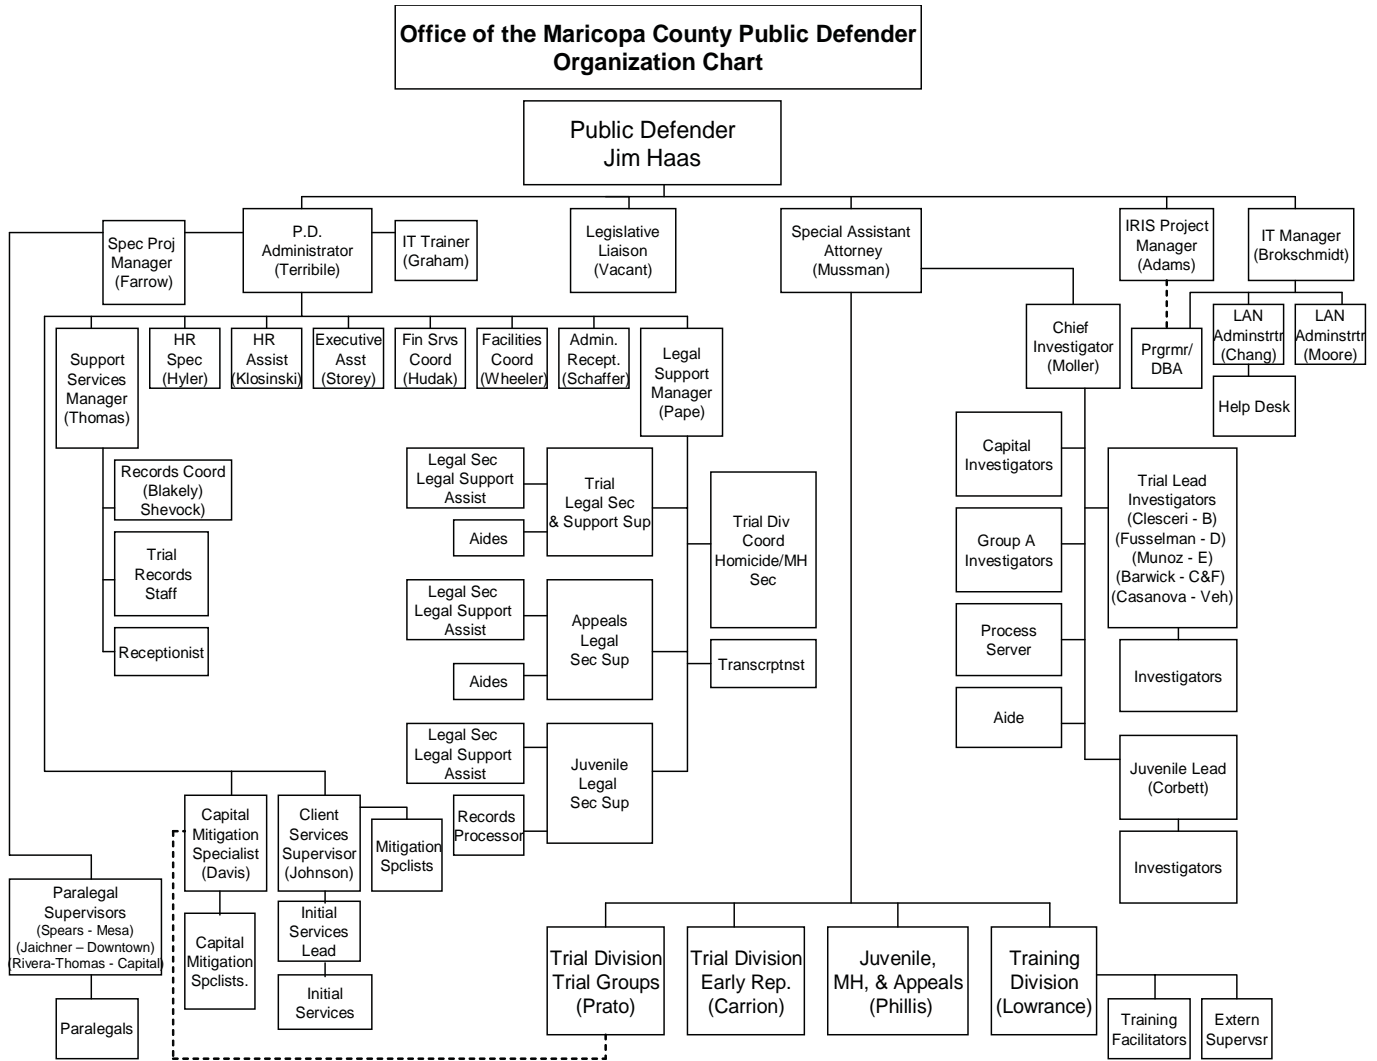 Office of the Maricopa County Public Defender
Organization Chart
Public Defender
Jim Haas
Spec Proj
Manager
(Farrow)
P.D.
Administrator
(Terribile)
IT Trainer
(Graham)
Legislative
Liaison
(Vacant)
Special Assistant
Attorney
(Mussman)
IRIS Project
Manager
(Adams)
IT Manager
(Brokschmidt)
Support
Services
Manager
(Thomas)
HR
Spec
(Hyler)
HR
Assist
(Klosinski)
Executive
Asst
(Storey)
Fin Srvs
Coord
(Hudak)
Facilities
Coord
(Wheeler)
Admin.
Recept.
(Schaffer)
Legal
Support
Manager
(Pape)
Chief
Investigator
(Moller)
Prgrmr/
DBA
LAN
Adminstrtr
(Chang)
LAN
Adminstrtr
(Moore)
Help Desk
Records Coord
(Blakely)
Shevock)
Trial
Records
Staff
Receptionist
Legal Sec
Legal Support
Assist
Aides
Trial
Legal Sec
& Support Sup
Trial Div
Coord
Homicide/MH
Sec
Legal Sec
Legal Support
Assist
Aides
Appeals
Legal
Sec Sup
Transcrptnst
Legal Sec
Legal Support
Assist
Records
Processor
Juvenile
Legal
Sec Sup
Capital
Investigators
Group A
Investigators
Process
Server
Aide
Trial Lead
Investigators
(Clesceri - B)
(Fusselman - D)
(Munoz - E)
(Barwick - C&F)
(Casanova - Veh)
Investigators
Juvenile Lead
(Corbett)
Investigators
Capital
Mitigation
Specialist
(Davis)
Client
Services
Supervisor
(Johnson)
Mitigation
Spclists
Paralegal
Supervisors
(Spears - Mesa)
(Jaichner – Downtown)
(Rivera-Thomas - Capital)
Paralegals
Capital
Mitigation
Spclists.
Initial
Services
Lead
Initial
Services
Trial Division
Trial Groups
(Prato)
Trial Division
Early Rep.
(Carrion)
Juvenile,
MH, & Appeals
(Phillis)
Training
Division
(Lowrance)
Training
Facilitators
Extern
Supervsr